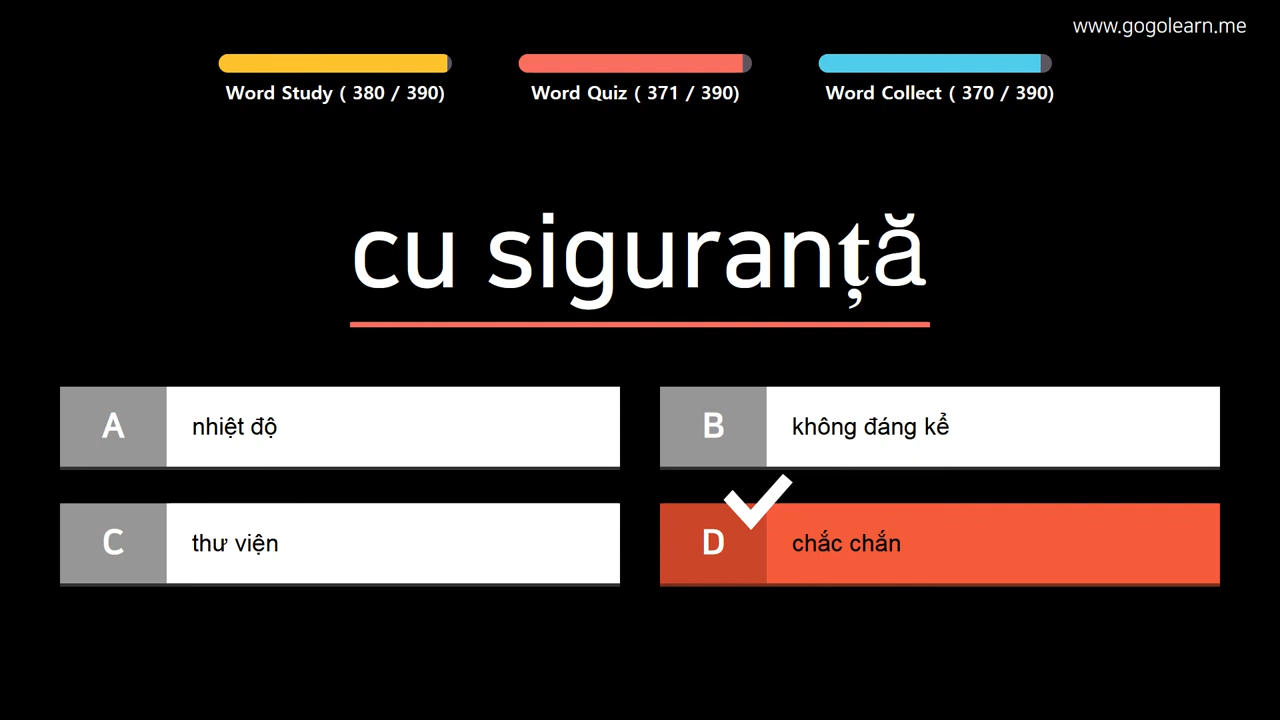 www.gogolearn.me
Word Study ( 380 / 390)
Word Quiz ( 371 / 390)
Word Collect ( 370 / 390)
cu siguranță
A
nhiệt độ
B
không đáng kể
C
thư viện
D
chắc chắn